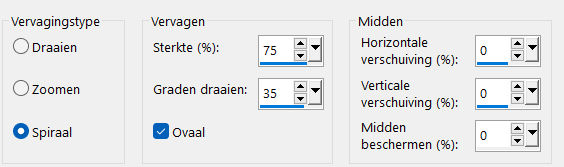 Vervagingstype
Draaien
Zoomen
Spiraal
Vervagen
Sterkte (%): 75
Graden draaien: 35
Ovaal
Midden
Horizontale
verschuiving (%): 0
Verticale
verschuiving (%): 0
Midden
beschermen (%): 0